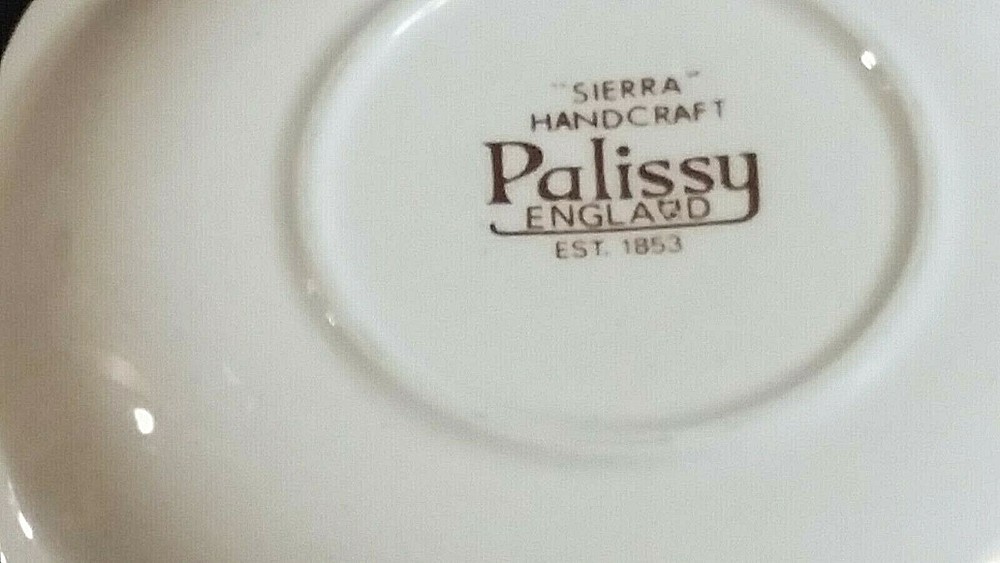 "SIERRA"
HANDCRAFT
Palissy
ENGLAND
EST. 1853